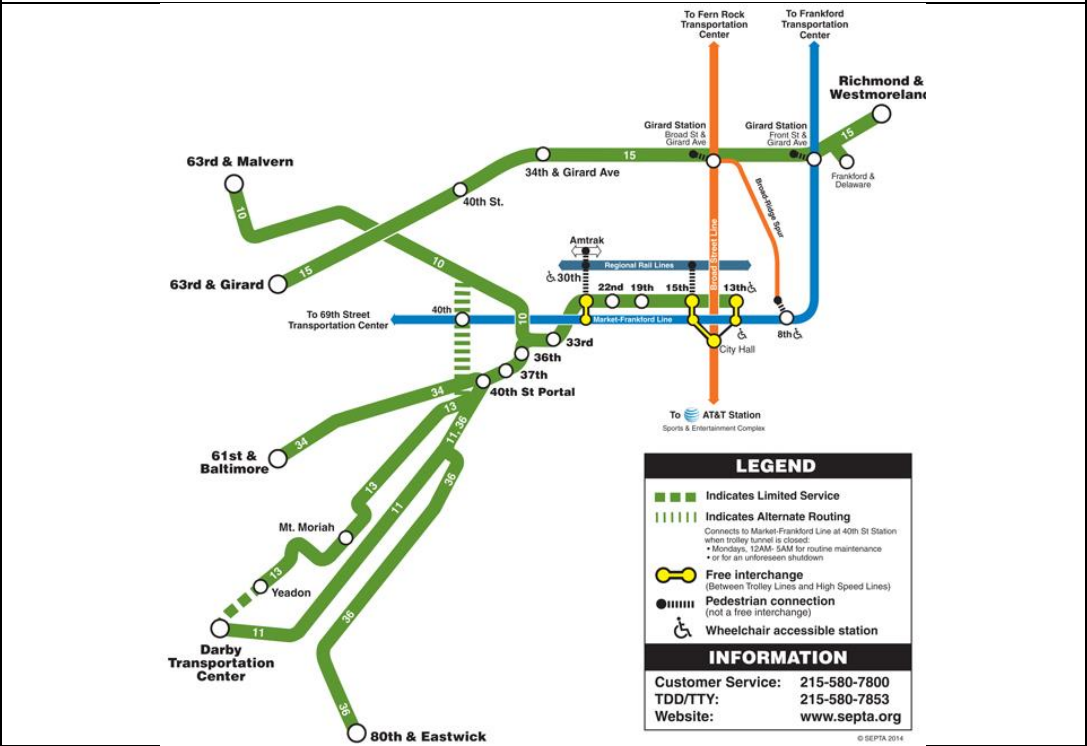 To Fern Rock
Transportation
Center
To Frankford
Transportation
Center
Richmond &
Westmoreland
15
Girard Station
Broad St &
Girard Ave
Girard Station
Front St &
Girard Ave
Frankford &
Delaware
15
34th & Girard Ave
63rd & Malvern
10
40th St.
Broad-Ridge Spur
15
63rd & Girard
10
Amtrak
Regional Rail Lines
Broad Street Line
30th
22nd
19th
15th
13th
To 69th Street
Transportation Center
40th
10
Market-Frankford Line
8th
33rd
City Hall
36th
37th
40th St Portal
34
13
11, 36
34
61st &
Baltimore
To AT&T Station
Sports & Entertainment Complex
36
13
11
Mt. Moriah
13
Yeadon
11
36
Darby
Transportation
Center
36
80th & Eastwick
LEGEND
Indicates Limited Service
Indicates Alternate Routing
Connects to Market-Frankford Line at 40th St Station
when trolley tunnel is closed:
• Mondays, 12AM- 5AM for routine maintenance
• or for an unforeseen shutdown
Free interchange
(Between Trolley Lines and High Speed Lines)
Pedestrian connection
(not a free interchange)
Wheelchair accessible station
INFORMATION
Customer Service: 215-580-7800
TDD/TTY: 215-580-7853
Website: www.septa.org
© SEPTA 2014